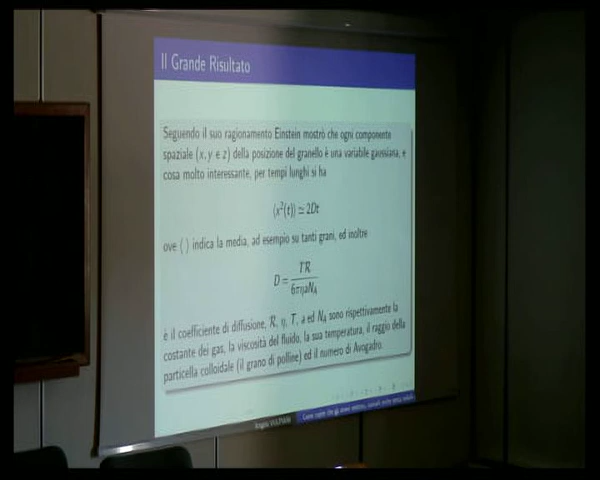 Il Grande Risultato
Seguendo il suo ragionamento Einstein mostrò che ogni componente
spaziale (x, y e z) della posizione del granello è una variabile gaussiana, e
cosa molto interessante, per tempi lunghi si ha
⟨x²(t)⟩ ≃ 2Dt
ove ⟨ ⟩ indica la media, ad esempio su tanti grani, ed inoltre
D = TR / 6πηaN_A
è il coefficiente di diffusione, R, η, T, a ed N_A sono rispettivamente la
costante dei gas, la viscosità del fluido, la sua temperatura, il raggio della
particella colloidale (il grano di polline) ed il numero di Avogadro.
Angelo VULPIANI